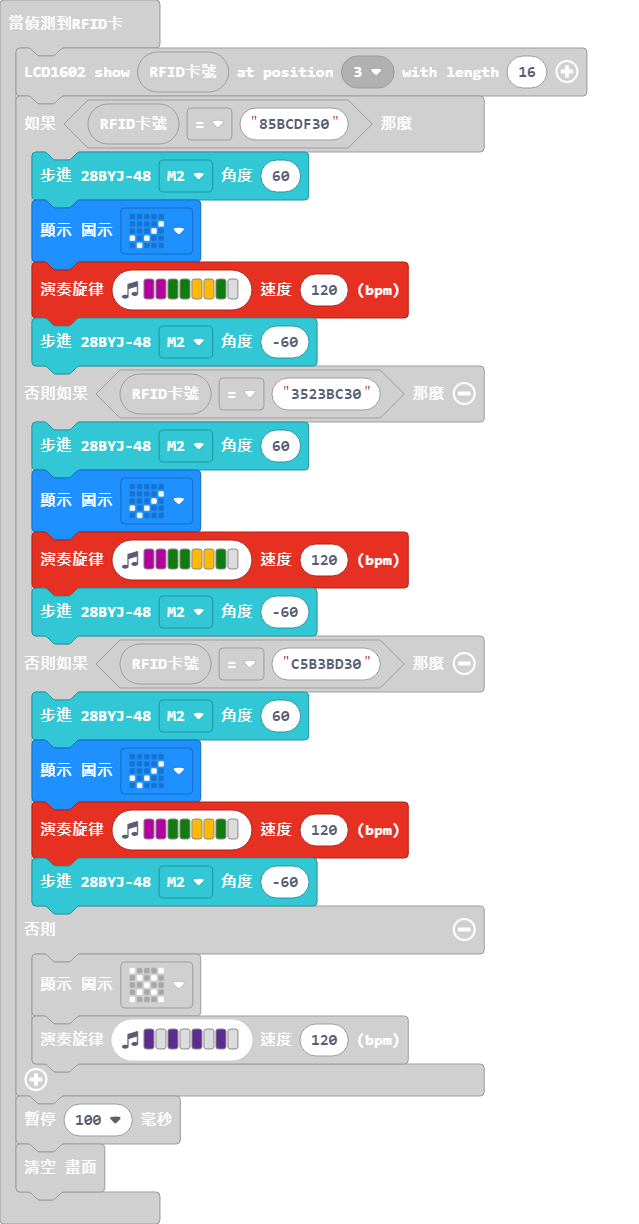 當偵測到RFID卡
LCD1602 show RFID卡號 at position 3 with length 16
如果 RFID卡號 = "85BCDF30" 那麼
步進 28BYJ-48 M2 角度 60
顯示 圖示
演奏旋律 速度 120 (bpm)
步進 28BYJ-48 M2 角度 -60
否則如果 RFID卡號 = "3523BC30" 那麼
步進 28BYJ-48 M2 角度 60
顯示 圖示
演奏旋律 速度 120 (bpm)
步進 28BYJ-48 M2 角度 -60
否則如果 RFID卡號 = "C5B3BD30" 那麼
步進 28BYJ-48 M2 角度 60
顯示 圖示
演奏旋律 速度 120 (bpm)
步進 28BYJ-48 M2 角度 -60
否則
顯示 圖示
演奏旋律 速度 120 (bpm)
暫停 100 毫秒
清空 畫面